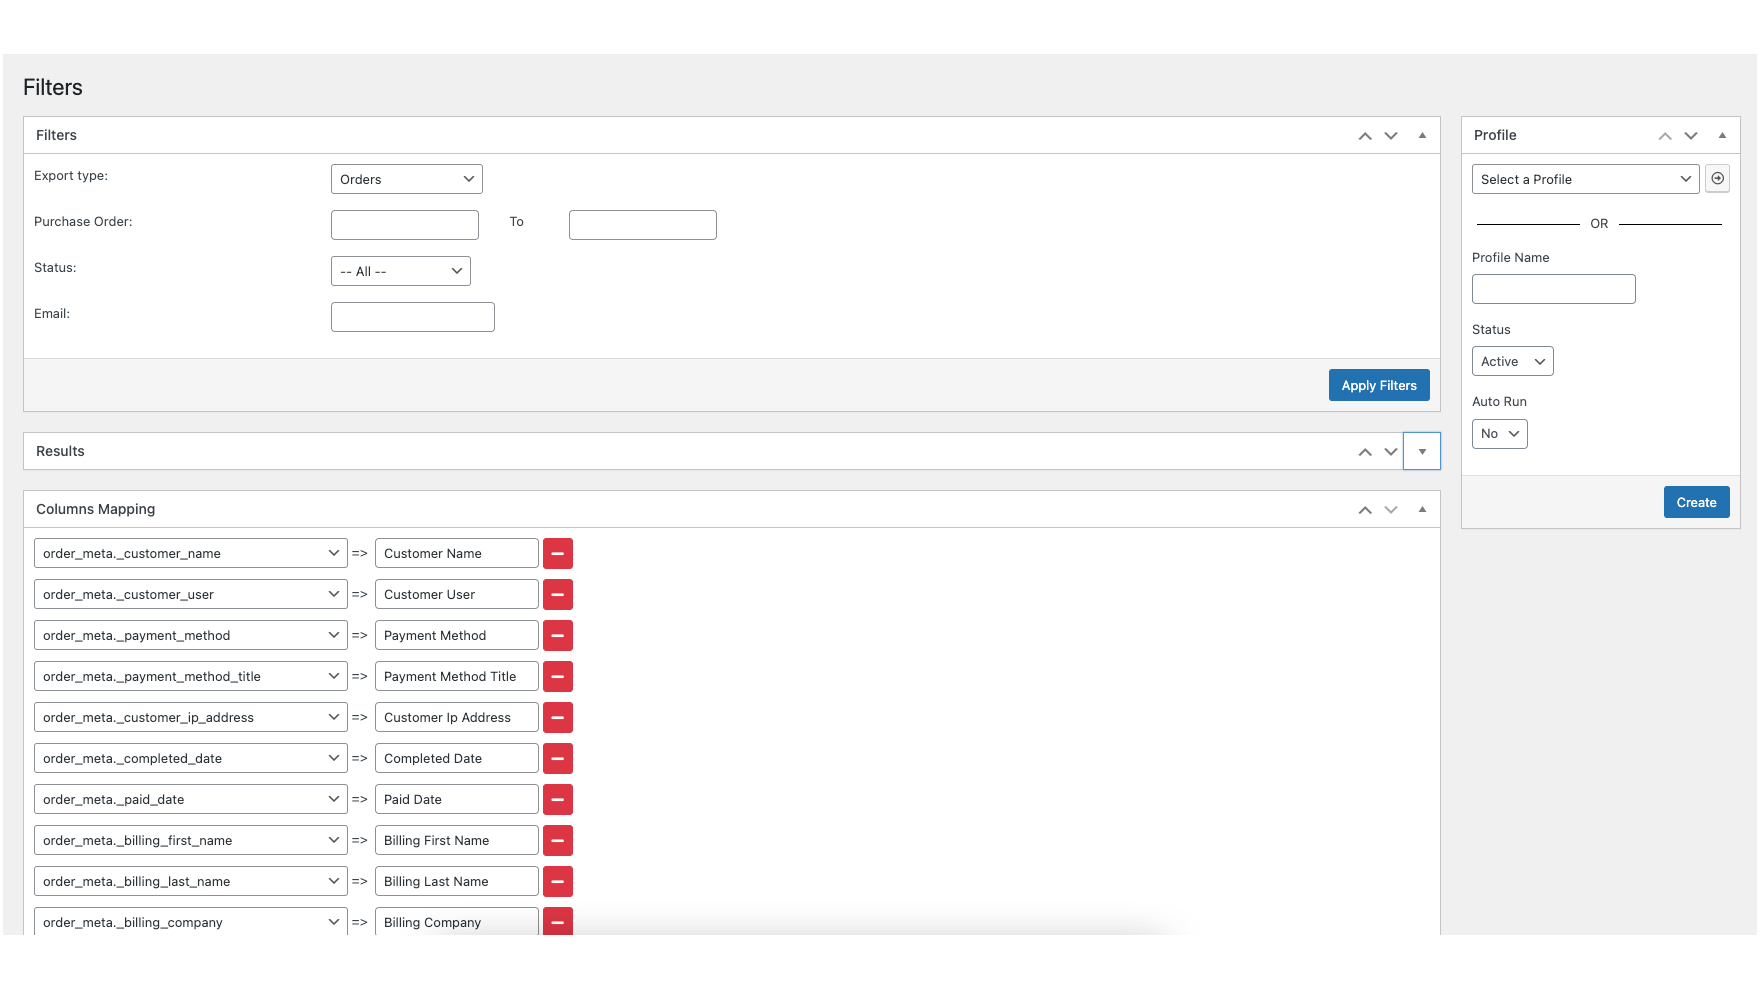 Filters
Filters
Export type:
Orders
Purchase Order:
To
Status:
-- All --
Email:
Apply Filters
Results
Columns Mapping
order_meta._customer_name => Customer Name
order_meta._customer_user => Customer User
order_meta._payment_method => Payment Method
order_meta._payment_method_title => Payment Method Title
order_meta._customer_ip_address => Customer Ip Address
order_meta._completed_date => Completed Date
order_meta._paid_date => Paid Date
order_meta._billing_first_name => Billing First Name
order_meta._billing_last_name => Billing Last Name
order_meta._billing_company => Billing Company
Profile
Select a Profile
OR
Profile Name
Status
Active
Auto Run
No
Create